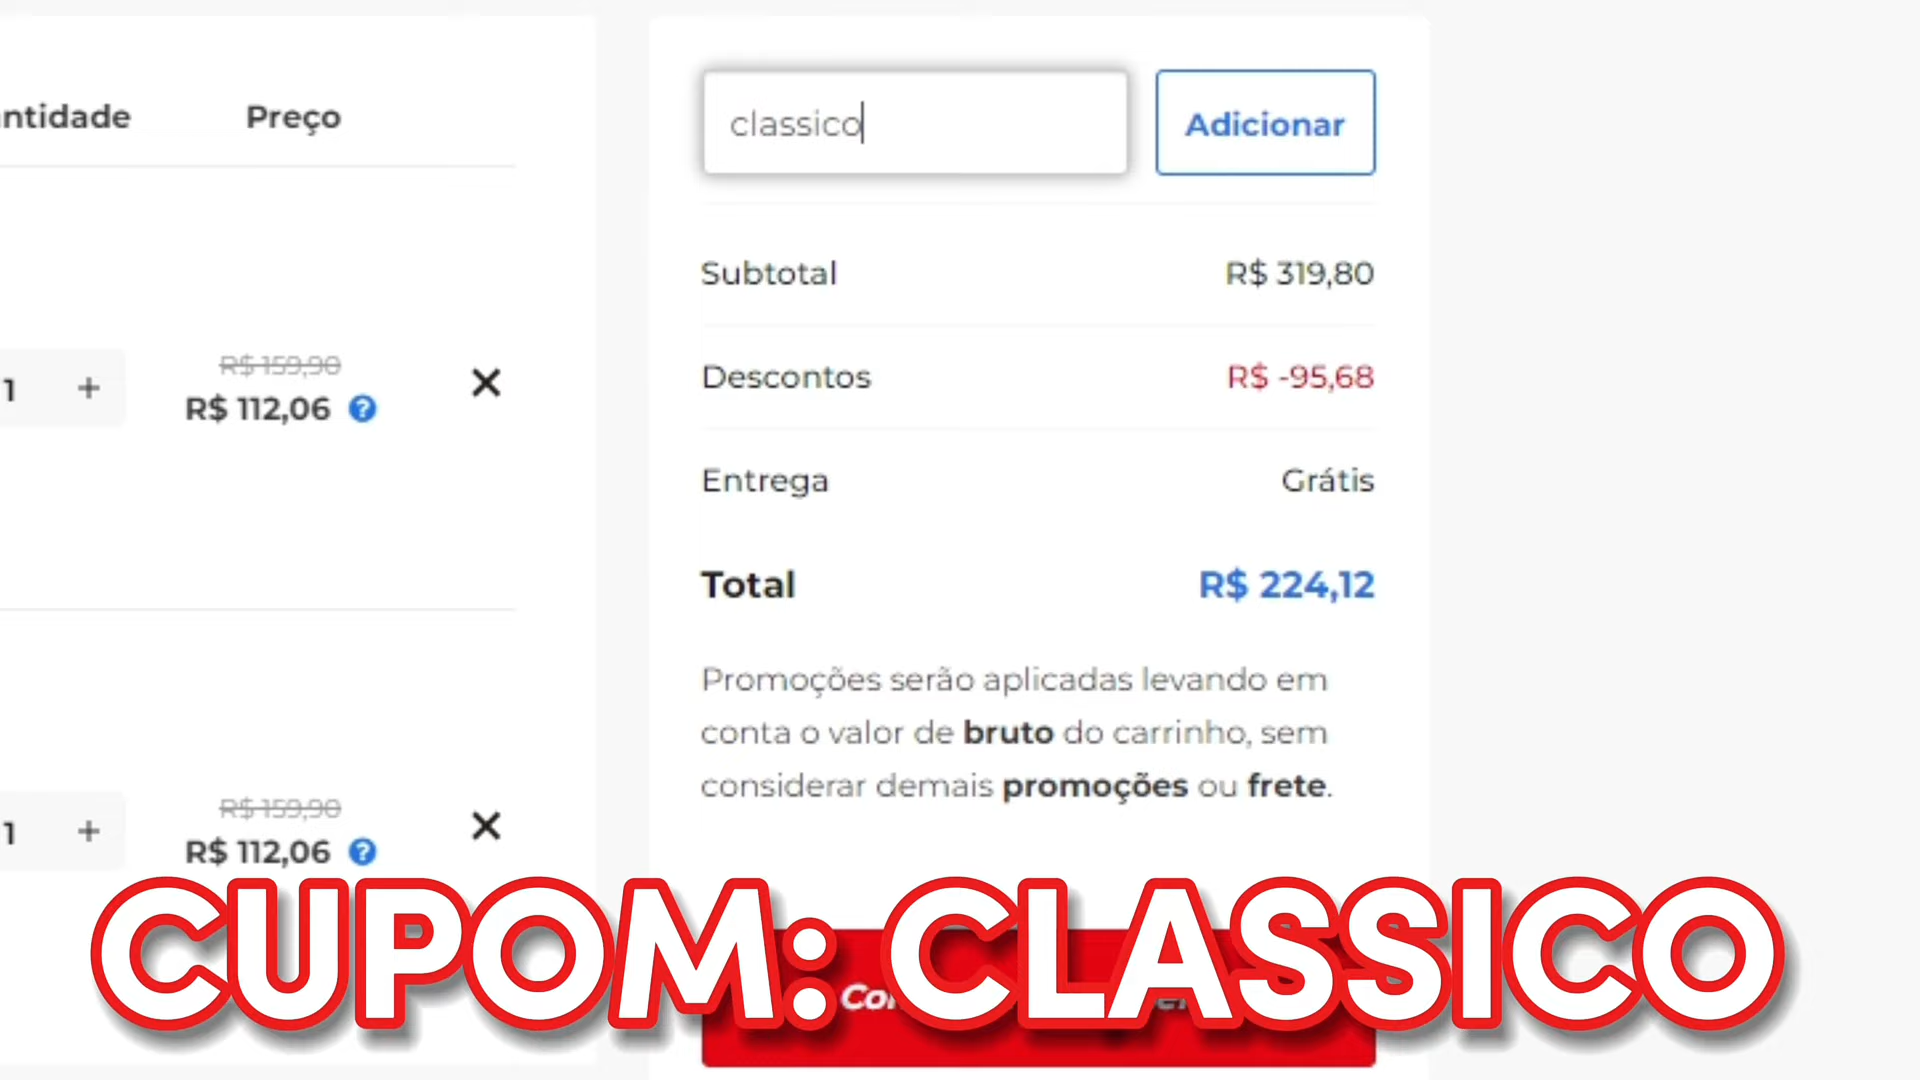 Preço
classico
Adicionar
Subtotal R$ 319,80
R$ 159,90
1 + R$ 112,06 ?
Descontos R$ -95,68
Entrega Grátis
Total R$ 224,12
Promoções serão aplicadas levando em
conta o valor de bruto do carrinho, sem
considerar demais promoções ou frete.
R$ 159,90
1 + R$ 112,06 ?
CUPOM: CLASSICO